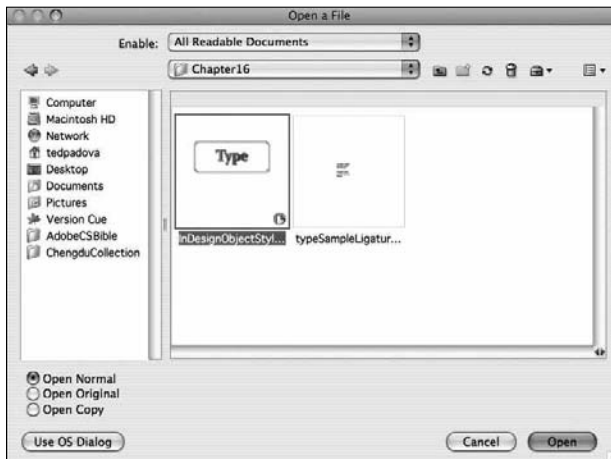 Open a File
Enable: All Readable Documents
Chapter16
Computer
Macintosh HD
Network
tedpadova
Desktop
Documents
Pictures
Version Cue
AdobeCSBible
ChengduCollection
Type
InDesignObjectStyl... typeSampleLigatur...
Open Normal
Open Original
Open Copy
Use OS Dialog Cancel Open